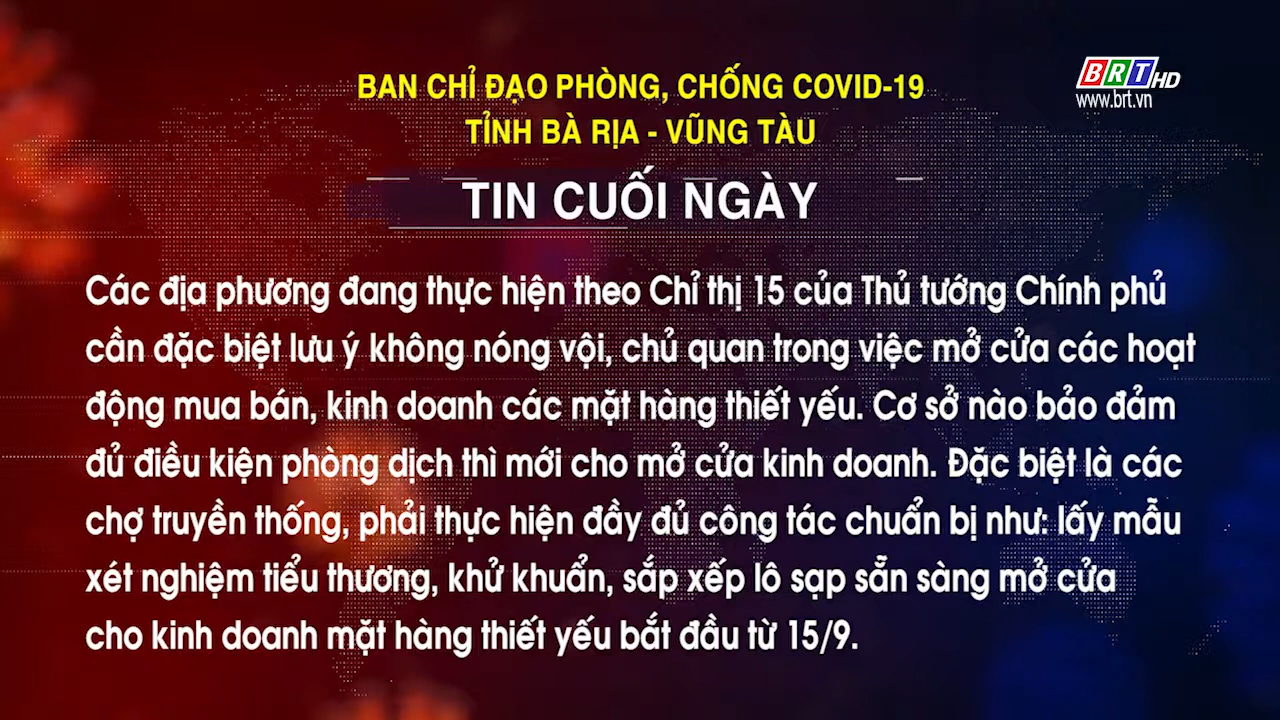 BAN CHỈ ĐẠO PHÒNG, CHỐNG COVID-19
TỈNH BÀ RỊA - VŨNG TÀU
BRT HD
www.brt.vn
TIN CUỐI NGÀY
Các địa phương đang thực hiện theo Chỉ thị 15 của Thủ tướng Chính phủ
cần đặc biệt lưu ý không nóng vội, chủ quan trong việc mở cửa các hoạt
động mua bán, kinh doanh các mặt hàng thiết yếu. Cơ sở nào bảo đảm
đủ điều kiện phòng dịch thì mới cho mở cửa kinh doanh. Đặc biệt là các
chợ truyền thống, phải thực hiện đầy đủ công tác chuẩn bị như: lấy mẫu
xét nghiệm tiểu thương, khử khuẩn, sắp xếp lô sạp sẵn sàng mở cửa
cho kinh doanh mặt hàng thiết yếu bắt đầu từ 15/9.